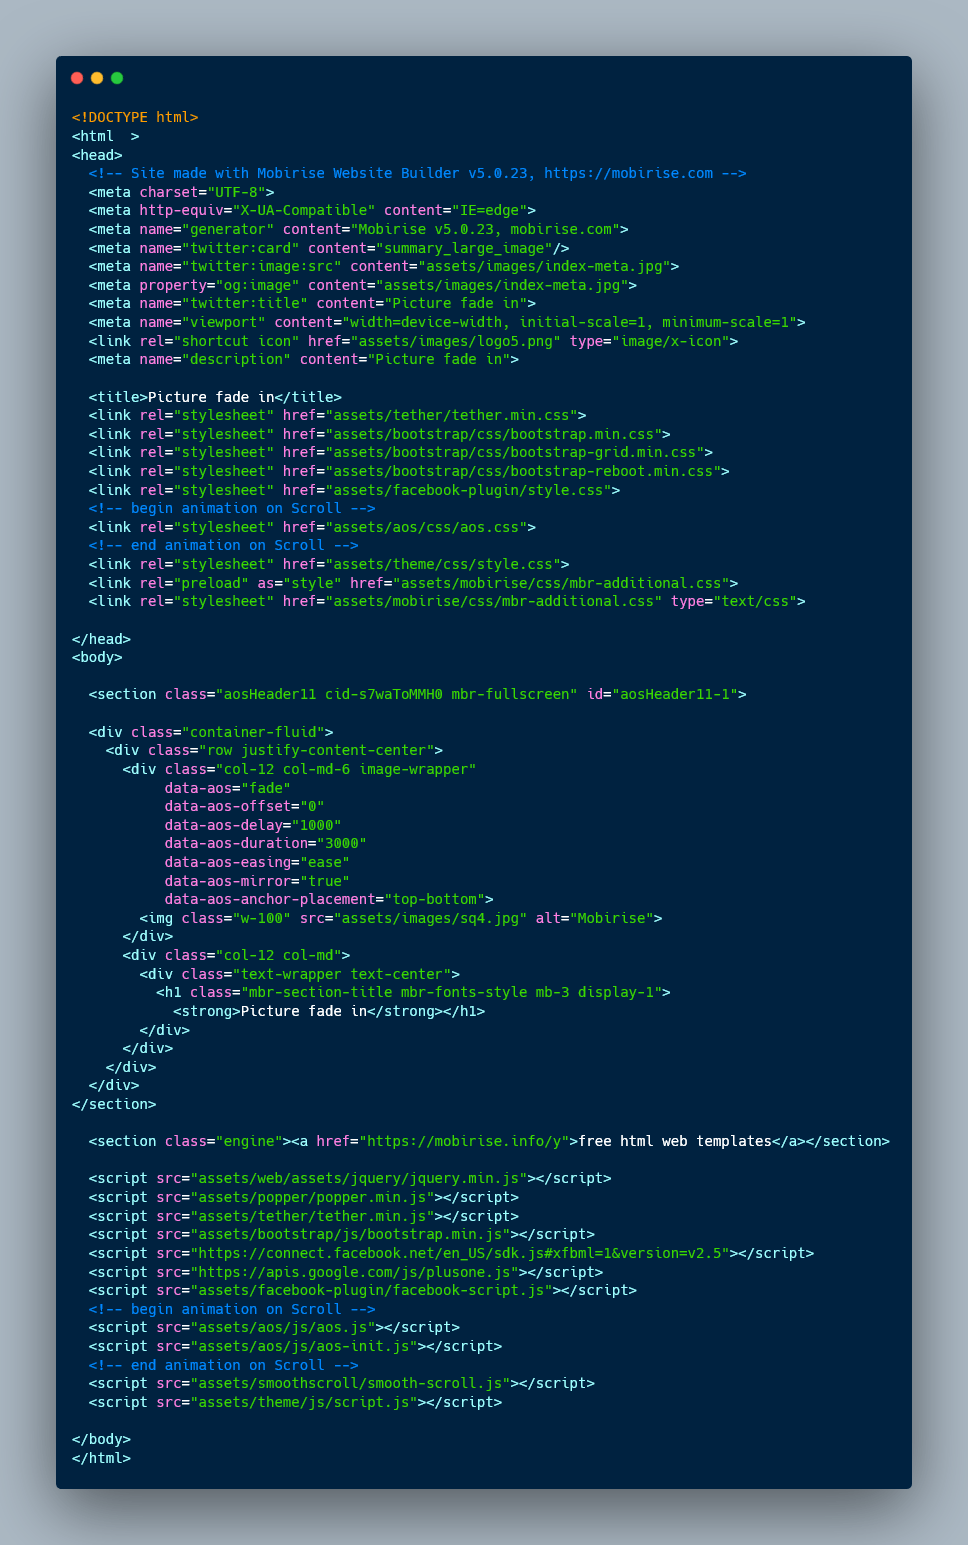 <!DOCTYPE html>
<html  >
<head>
  <!-- Site made with Mobirise Website Builder v5.0.23, https://mobirise.com -->
  <meta charset="UTF-8">
  <meta http-equiv="X-UA-Compatible" content="IE=edge">
  <meta name="generator" content="Mobirise v5.0.23, mobirise.com">
  <meta name="twitter:card" content="summary_large_image"/>
  <meta name="twitter:image:src" content="assets/images/index-meta.jpg">
  <meta property="og:image" content="assets/images/index-meta.jpg">
  <meta name="twitter:title" content="Picture fade in">
  <meta name="viewport" content="width=device-width, initial-scale=1, minimum-scale=1">
  <link rel="shortcut icon" href="assets/images/logo5.png" type="image/x-icon">
  <meta name="description" content="Picture fade in">

  <title>Picture fade in</title>
  <link rel="stylesheet" href="assets/tether/tether.min.css">
  <link rel="stylesheet" href="assets/bootstrap/css/bootstrap.min.css">
  <link rel="stylesheet" href="assets/bootstrap/css/bootstrap-grid.min.css">
  <link rel="stylesheet" href="assets/bootstrap/css/bootstrap-reboot.min.css">
  <link rel="stylesheet" href="assets/facebook-plugin/style.css">
  <!-- begin animation on Scroll -->
  <link rel="stylesheet" href="assets/aos/css/aos.css">
  <!-- end animation on Scroll -->
  <link rel="stylesheet" href="assets/theme/css/style.css">
  <link rel="preload" as="style" href="assets/mobirise/css/mbr-additional.css">
  <link rel="stylesheet" href="assets/mobirise/css/mbr-additional.css" type="text/css">

</head>
<body>

  <section class="aosHeader11 cid-s7waToMMH0 mbr-fullscreen" id="aosHeader11-1">

  <div class="container-fluid">
    <div class="row justify-content-center">
      <div class="col-12 col-md-6 image-wrapper"
           data-aos="fade"
           data-aos-offset="0"
           data-aos-delay="1000"
           data-aos-duration="3000"
           data-aos-easing="ease"
           data-aos-mirror="true"
           data-aos-anchor-placement="top-bottom">
        <img class="w-100" src="assets/images/sq4.jpg" alt="Mobirise">
      </div>
      <div class="col-12 col-md">
        <div class="text-wrapper text-center">
          <h1 class="mbr-section-title mbr-fonts-style mb-3 display-1">
            <strong>Picture fade in</strong></h1>
        </div>
      </div>
    </div>
  </div>
</section>

  <section class="engine"><a href="https://mobirise.info/y">free html web templates</a></section>

  <script src="assets/web/assets/jquery/jquery.min.js"></script>
  <script src="assets/popper/popper.min.js"></script>
  <script src="assets/tether/tether.min.js"></script>
  <script src="assets/bootstrap/js/bootstrap.min.js"></script>
  <script src="https://connect.facebook.net/en_US/sdk.js#xfbml=1&version=v2.5"></script>
  <script src="https://apis.google.com/js/plusone.js"></script>
  <script src="assets/facebook-plugin/facebook-script.js"></script>
  <!-- begin animation on Scroll -->
  <script src="assets/aos/js/aos.js"></script>
  <script src="assets/aos/js/aos-init.js"></script>
  <!-- end animation on Scroll -->
  <script src="assets/smoothscroll/smooth-scroll.js"></script>
  <script src="assets/theme/js/script.js"></script>

</body>
</html>